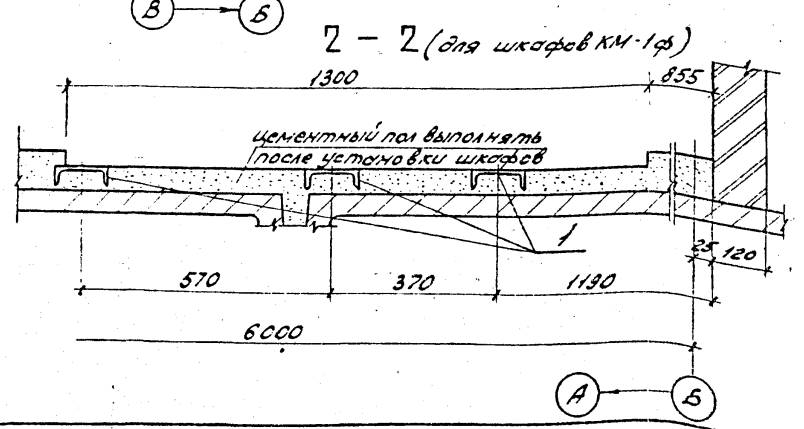 В Б
2 - 2 (для шкафов КМ-1ф)
1300 855
цементный пол выполнять
после установки шкафов
1
25 120
570 370 1190
6000
А Б